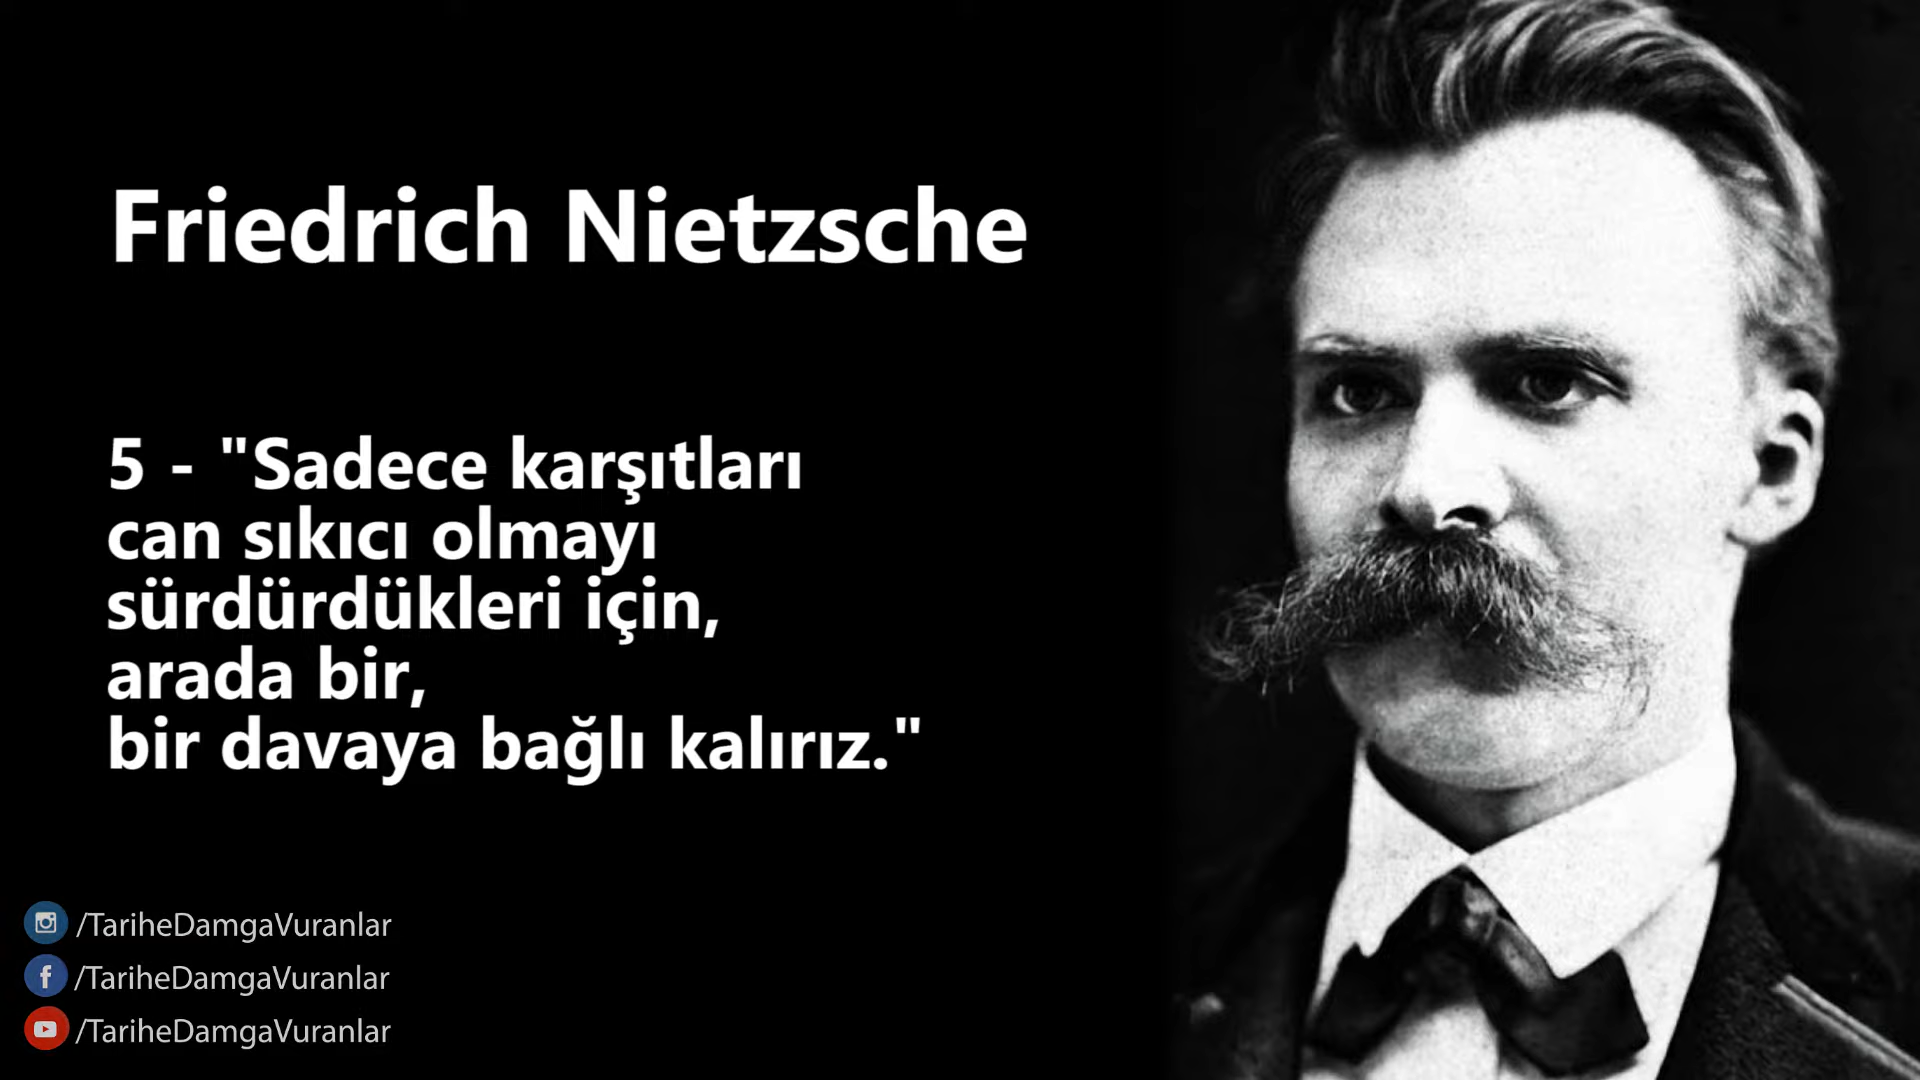 Friedrich Nietzsche
5 - "Sadece karşıtları
can sıkıcı olmayı
sürdürdükleri için,
arada bir,
bir davaya bağlı kalırız."
/TariheDamgaVuranlar
/TariheDamgaVuranlar
/TariheDamgaVuranlar